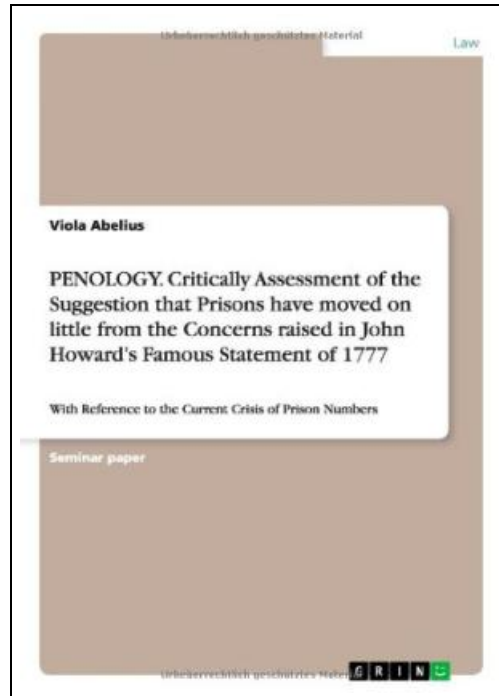 Urheberrechtlich geschütztes Material
Law
Viola Abelius
PENOLOGY. Critically Assessment of the
Suggestion that Prisons have moved on
little from the Concerns raised in John
Howard's Famous Statement of 1777
With Reference to the Current Crisis of Prison Numbers
Seminar paper
Urheberrechtlich geschütztes
GRIN